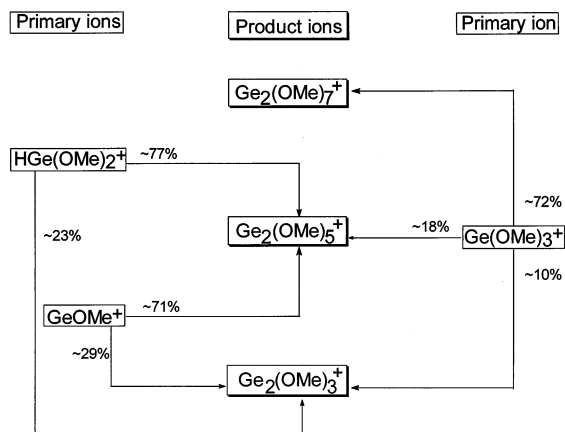 Primary ions
Product ions
Primary ion
Ge2(OMe)7+
HGe(OMe)2+
~77%
~72%
~23%
Ge2(OMe)5+
~18%
Ge(OMe)3+
~10%
GeOMe+
~71%
~29%
Ge2(OMe)3+